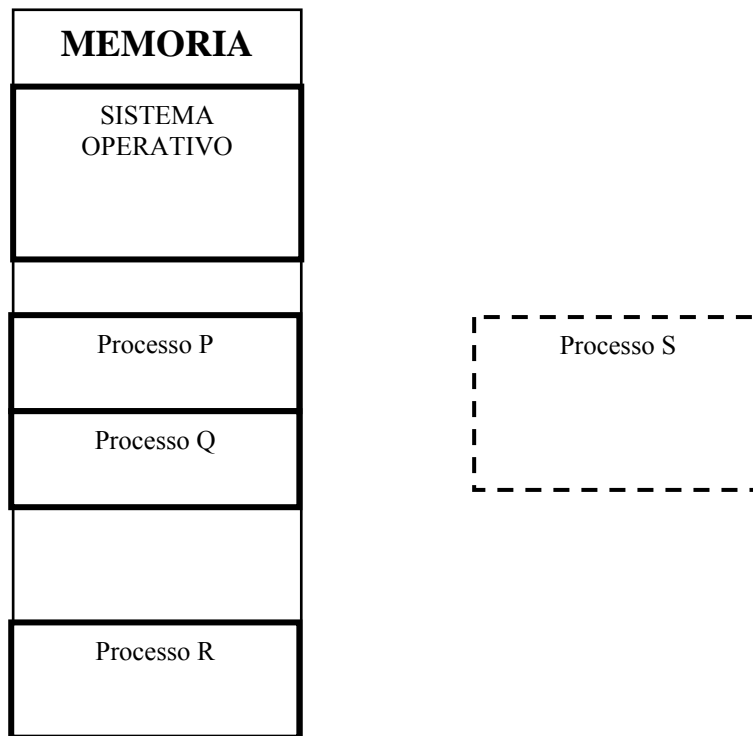 MEMORIA
SISTEMA
OPERATIVO
Processo P
Processo S
Processo Q
Processo R